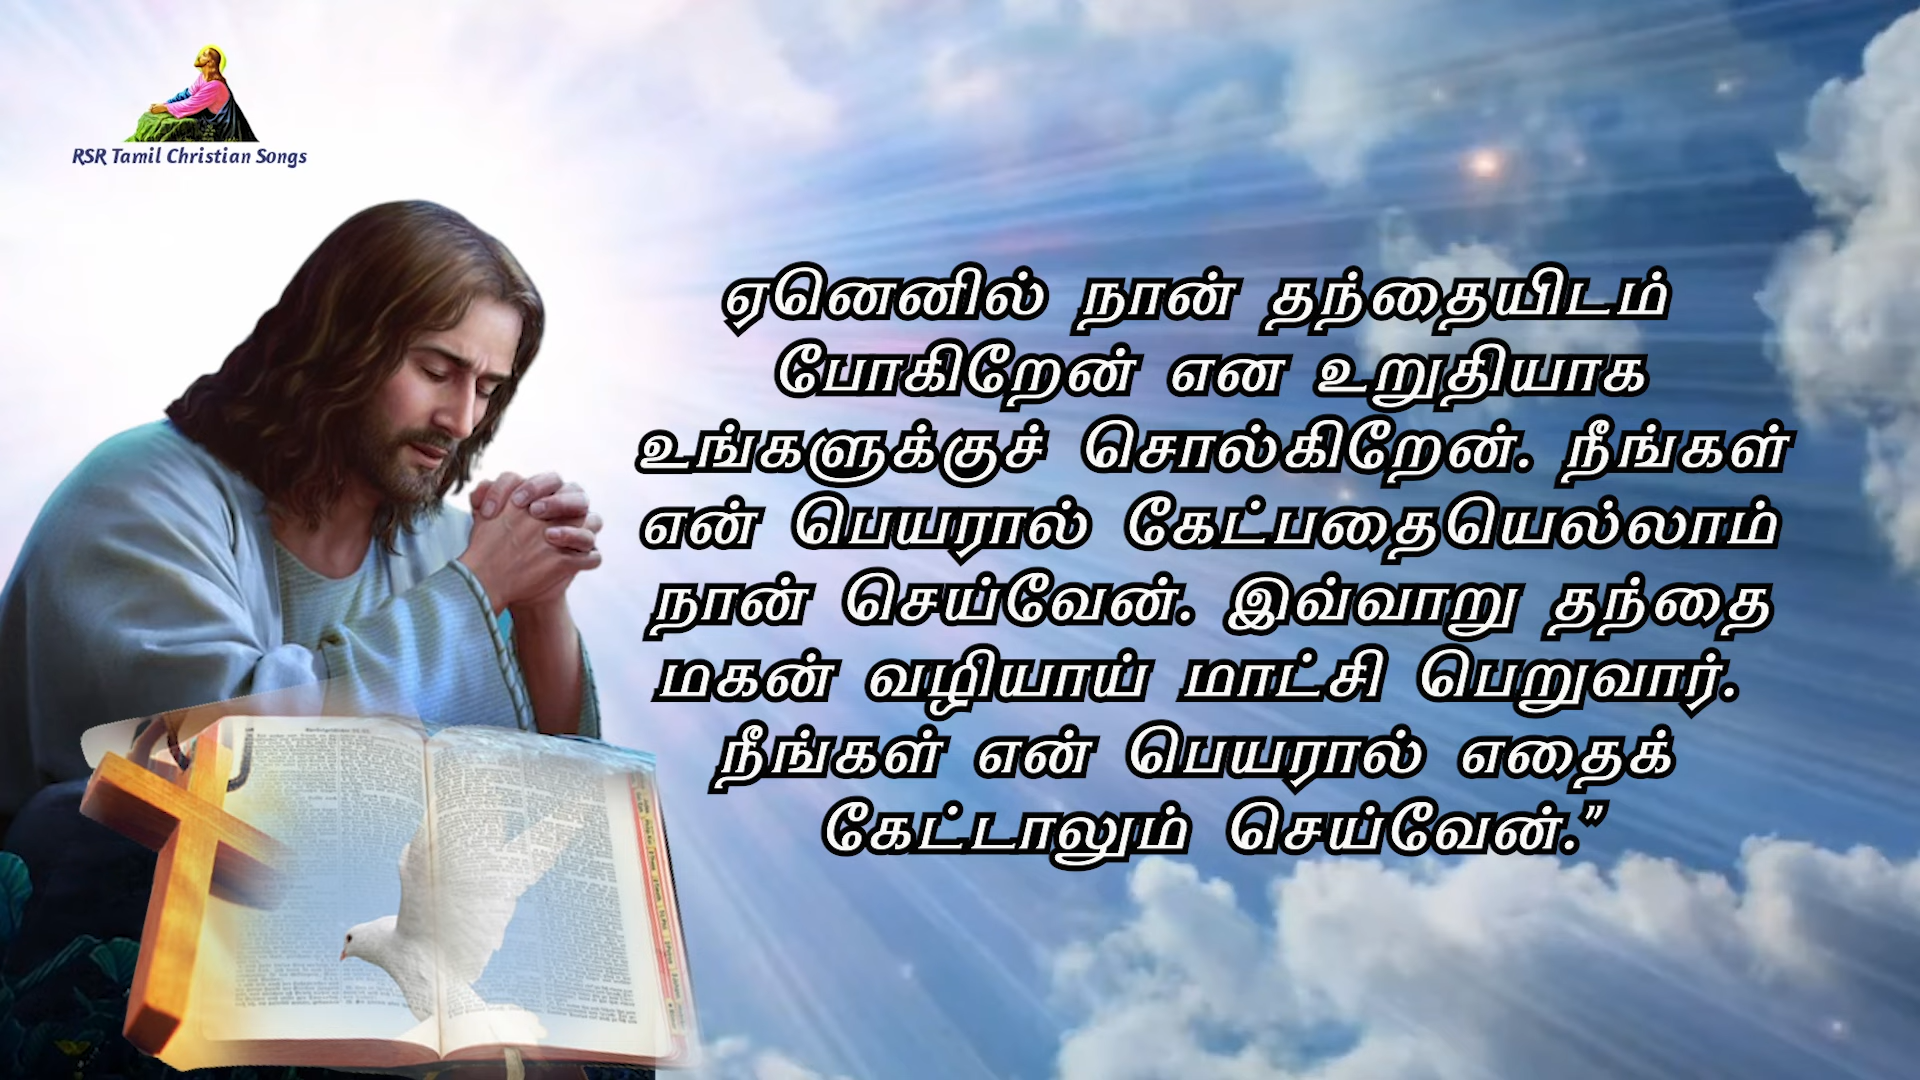 RSR Tamil Christian Songs
ஏனெனில் நான் தந்தையிடம்
போகிறேன் என உறுதியாக
உங்களுக்குச் சொல்கிறேன். நீங்கள்
என் பெயரால் கேட்பதையெல்லாம்
நான் செய்வேன். இவ்வாறு தந்தை
மகன் வழியாய் மாட்சி பெறுவார்.
நீங்கள் என் பெயரால் எதைக்
கேட்டாலும் செய்வேன்.”